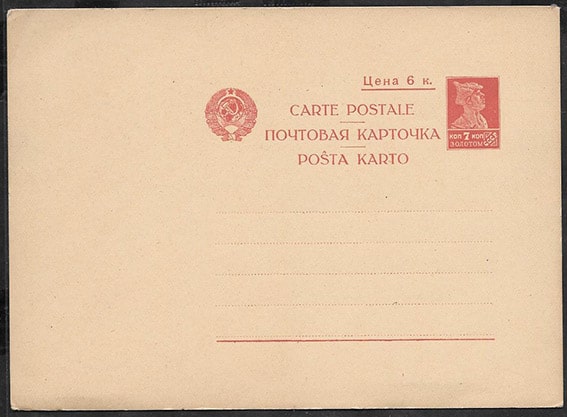 Цена 6 к.
CARTE POSTALE
ПОЧТОВАЯ КАРТОЧКА
POŜTA KARTO
КОП 7 КОП
ЗОЛОТОМ